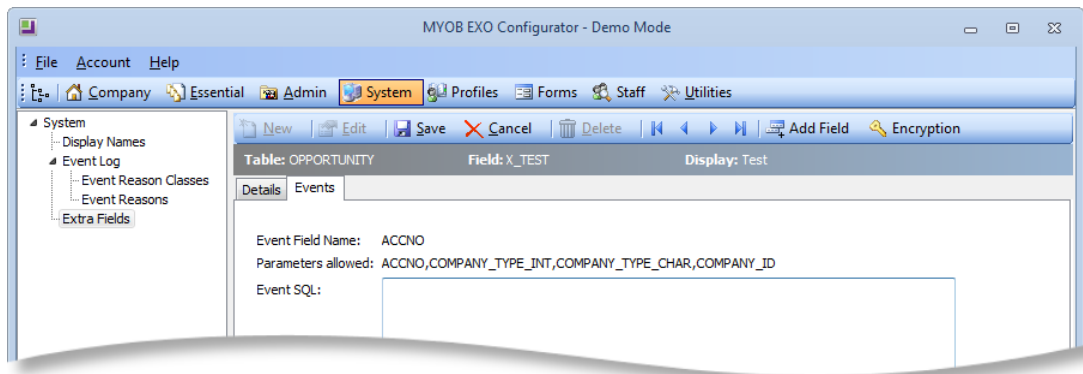 MYOB EXO Configurator - Demo Mode
File Account Help
Company Essential Admin System Profiles Forms Staff Utilities
System
Display Names
Event Log
Event Reason Classes
Event Reasons
Extra Fields
New Edit Save Cancel Delete Add Field Encryption
Table: OPPORTUNITY Field: X_TEST Display: Test
Details Events
Event Field Name: ACCNO
Parameters allowed: ACCNO,COMPANY_TYPE_INT,COMPANY_TYPE_CHAR,COMPANY_ID
Event SQL: